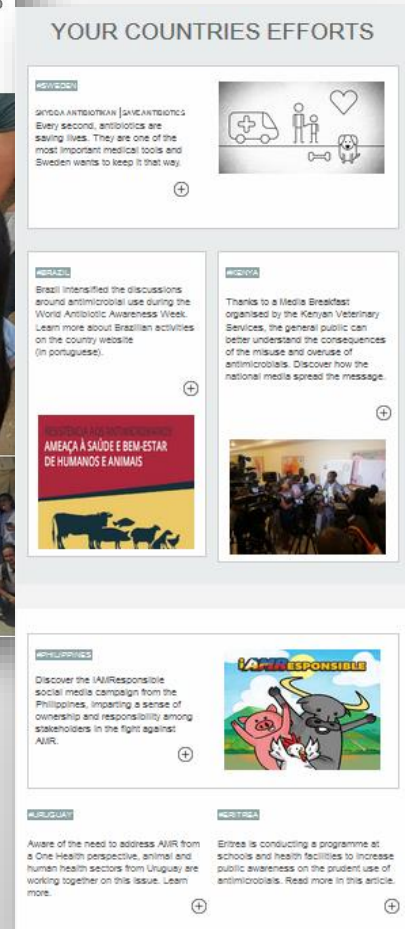 YOUR COUNTRIES EFFORTS
#SWEDEN
SKYDDA ANTIBIOTIKAN |SAVEANTIBIOTICS
Every second, antibiotics are
saving lives. They are one of the
most important medical tools and
Sweden wants to keep it that way.
#BRAZIL
Brazil intensified the discussions
around antimicrobial use during the
World Antibiotic Awareness Week.
Learn more about Brazilian activities
on the country website
(in portuguese).
RESISTÊNCIA AOS ANTIMICROBIANOS
AMEAÇA À SAÚDE E BEM-ESTAR
DE HUMANOS E ANIMAIS
#KENYA
Thanks to a Media Breakfast
organised by the Kenyan Veterinary
Services, the general public can
better understand the consequences
of the misuse and overuse of
antimicrobials. Discover how the
national media spread the message.
#PHILIPPINES
Discover the IAMResponsible
social media campaign from the
Philippines, imparting a sense of
ownership and responsibility among
stakeholders in the fight against
AMR.
iAMRESPONSIBLE
#URUGUAY
Aware of the need to address AMR from
a One Health perspective, animal and
human health sectors from Uruguay are
working together on this issue. Learn
more.
#ERITREA
Eritrea is conducting a programme at
schools and health facilities to increase
public awareness on the prudent use of
antimicrobials. Read more in this article.